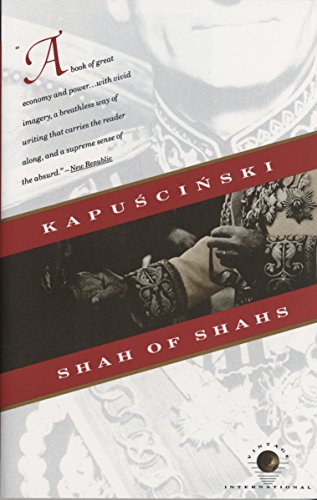 "A book of great
economy and power...with vivid
imagery, a breathless way of
writing that carries the reader
along, and a supreme sense of
the absurd." –New Republic
KAPUŚCIŃSKI
SHAH OF SHAHS
VINTAGE
INTERNATIONAL